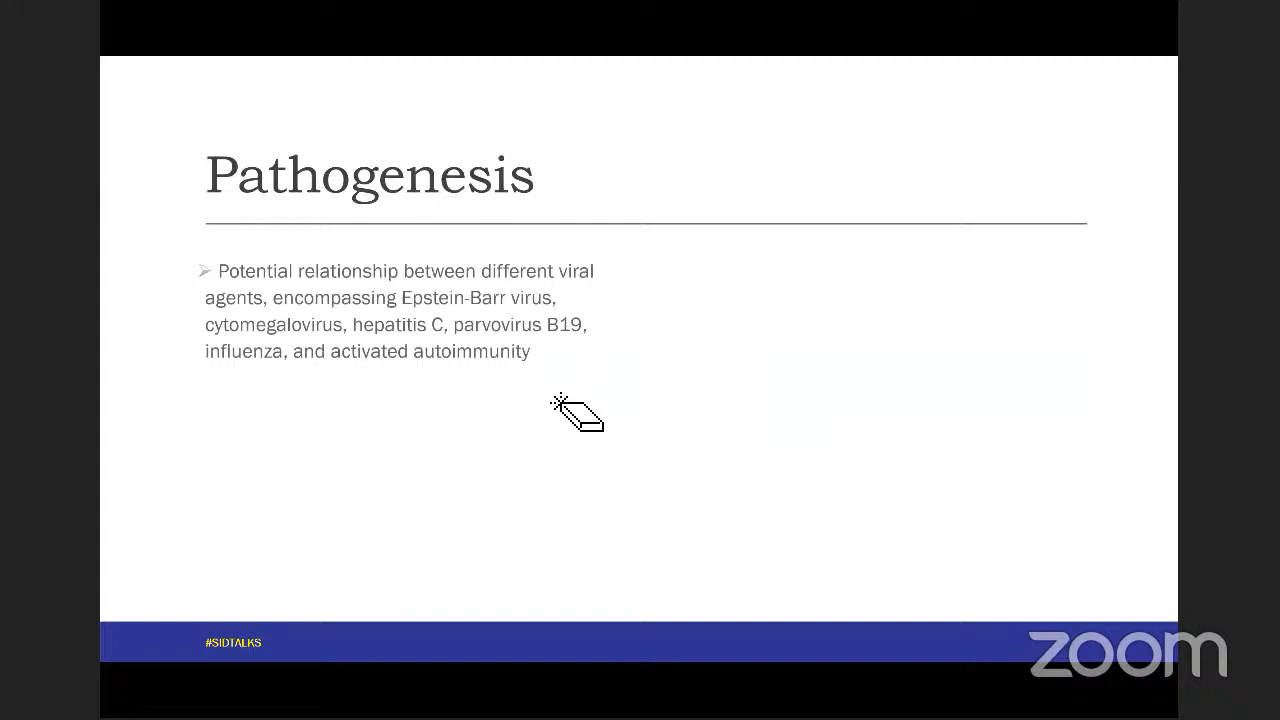 Pathogenesis
➢ Potential relationship between different viral
agents, encompassing Epstein-Barr virus,
cytomegalovirus, hepatitis C, parvovirus B19,
influenza, and activated autoimmunity
#SIDTALKS
zoom